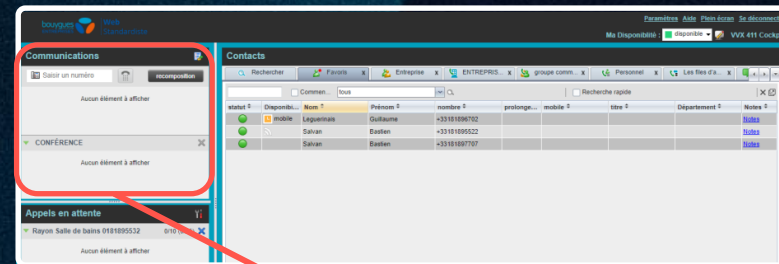 bouygues
Web
Paramètres Aide Plein écran Se déconnect
Ma Disponiblité : disponible VVX 411 Cockp
Communications
Saisir un numéro recomposition
Aucun élément à afficher
CONFÉRENCE
Aucun élément à afficher
Appels en attente
Rayon Salle de bains 0181895532 0/10
Aucun élément à afficher
Contacts
Rechercher Favoris x Entreprise x ENTREPRIS... x groupe comm... x Personnel x Les files d'a... x
Commen... tous Recherche rapide
statut Disponibi... Nom Prénom nombre prolonge... mobile titre Département Notes
mobile Leguerinais Guillaume +33181896702 Notes
Salvan Bastien +33181895522 Notes
Salvan Bastien +33181897707 Notes